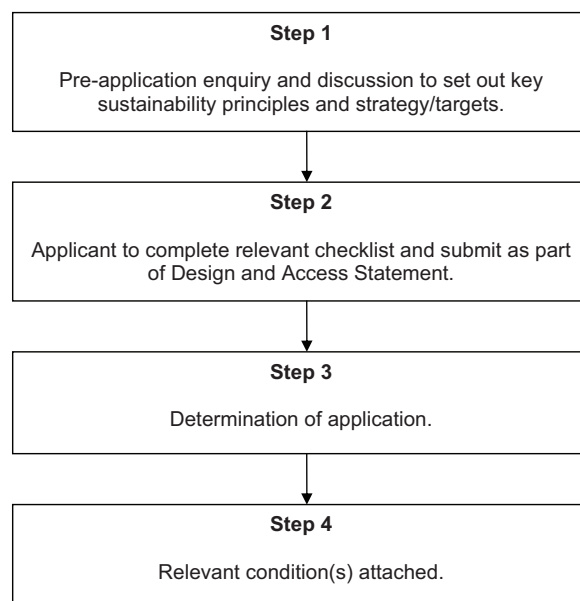 Step 1
Pre-application enquiry and discussion to set out key
sustainability principles and strategy/targets.
Step 2
Applicant to complete relevant checklist and submit as part
of Design and Access Statement.
Step 3
Determination of application.
Step 4
Relevant condition(s) attached.